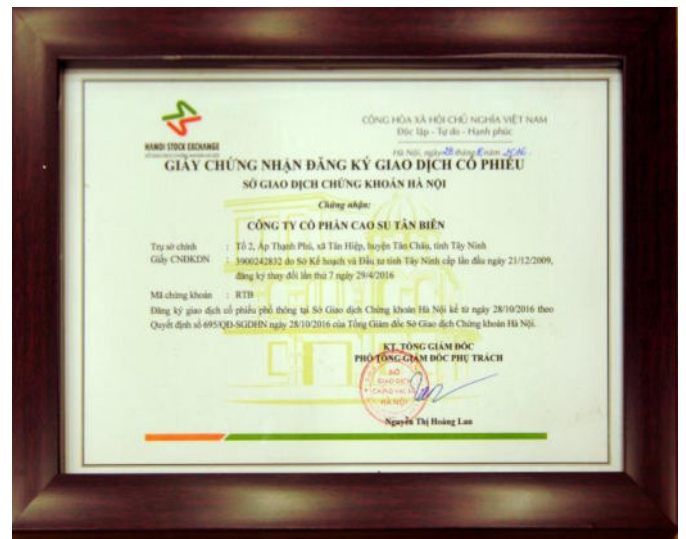 HANOI STOCK EXCHANGE
CỘNG HÒA XÃ HỘI CHỦ NGHĨA VIỆT NAM
Độc lập - Tự do - Hạnh phúc
Hà Nội, ngày 28 tháng năm 2016
GIẤY CHỨNG NHẬN ĐĂNG KÝ GIAO DỊCH CỔ PHIẾU
SỞ GIAO DỊCH CHỨNG KHOÁN HÀ NỘI
Chứng nhận:
CÔNG TY CỔ PHẦN CAO SU TÂN BIÊN
Trụ sở chính : Tổ 2, Ấp Thạnh Phú, xã Tân Hiệp, huyện Tân Châu, tỉnh Tây Ninh
Giấy CNĐKDN : 3900242832 do Sở Kế hoạch và Đầu tư tỉnh Tây Ninh cấp lần đầu ngày 21/12/2009,
đăng ký thay đổi lần thứ 7 ngày 29/4/2016
Mã chứng khoán : RTB
Đăng ký giao dịch cổ phiếu phổ thông tại Sở Giao dịch Chứng khoán Hà Nội kể từ ngày 28/10/2016 theo
Quyết định số 695/QĐ-SGDHN ngày 28/10/2016 của Tổng Giám đốc Sở Giao dịch Chứng khoán Hà Nội.
KT. TỔNG GIÁM ĐỐC
PHÓ TỔNG GIÁM ĐỐC PHỤ TRÁCH
SỞ
GIAO DỊCH
CHỨNG KHOÁN
HÀ NỘI
Nguyễn Thị Hoàng Lan